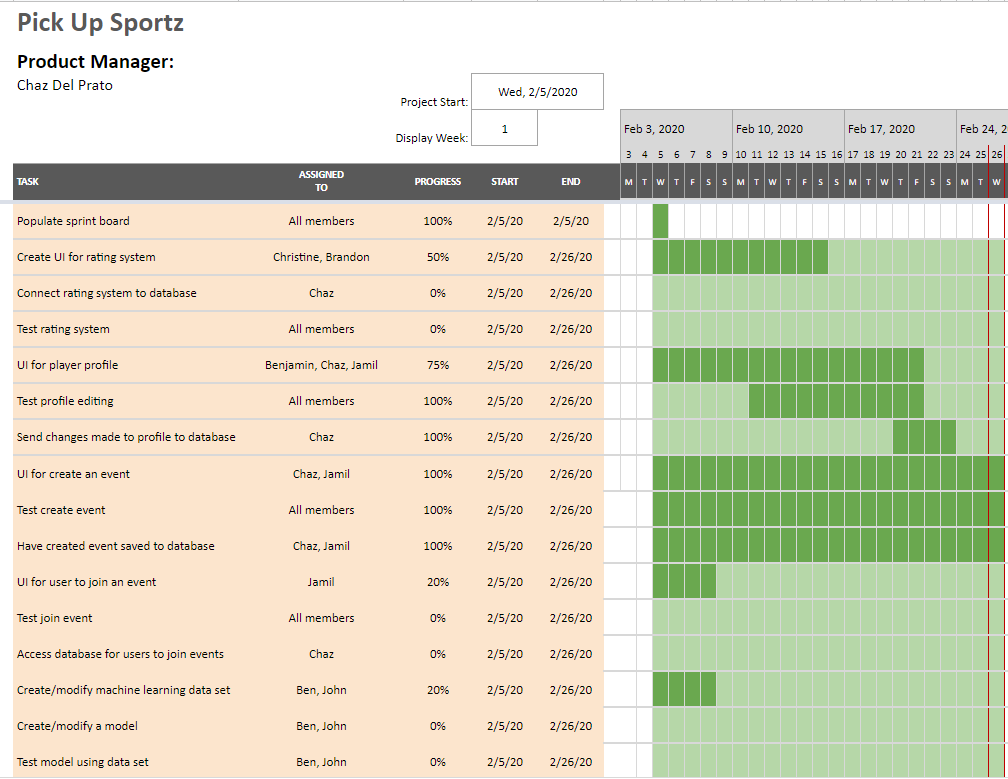 Pick Up Sportz
Product Manager:
Chaz Del Prato
Project Start: Wed, 2/5/2020
Display Week: 1
Feb 3, 2020 Feb 10, 2020 Feb 17, 2020 Feb 24, 2
3 4 5 6 7 8 9 10 11 12 13 14 15 16 17 18 19 20 21 22 23 24 25 26
TASK ASSIGNED TO PROGRESS START END M T W T F S S M T W T F S S M T W T F S S M T W
Populate sprint board All members 100% 2/5/20 2/5/20
Create UI for rating system Christine, Brandon 50% 2/5/20 2/26/20
Connect rating system to database Chaz 0% 2/5/20 2/26/20
Test rating system All members 0% 2/5/20 2/26/20
UI for player profile Benjamin, Chaz, Jamil 75% 2/5/20 2/26/20
Test profile editing All members 100% 2/5/20 2/26/20
Send changes made to profile to database Chaz 100% 2/5/20 2/26/20
UI for create an event Chaz, Jamil 100% 2/5/20 2/26/20
Test create event All members 100% 2/5/20 2/26/20
Have created event saved to database Chaz, Jamil 100% 2/5/20 2/26/20
UI for user to join an event Jamil 20% 2/5/20 2/26/20
Test join event All members 0% 2/5/20 2/26/20
Access database for users to join events Chaz 0% 2/5/20 2/26/20
Create/modify machine learning data set Ben, John 20% 2/5/20 2/26/20
Create/modify a model Ben, John 0% 2/5/20 2/26/20
Test model using data set Ben, John 0% 2/5/20 2/26/20